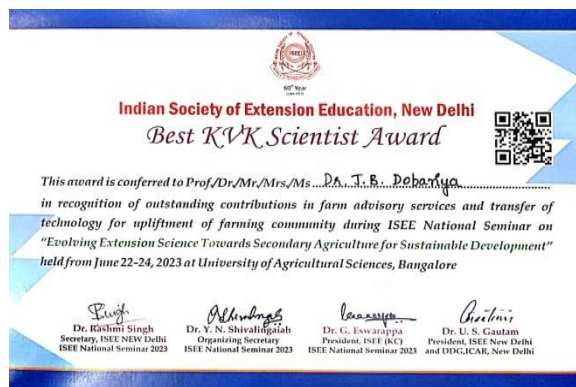 ISEE
60th Year
Indian Society of Extension Education, New Delhi
Best KVK Scientist Award
This award is conferred to Prof./Dr./Mr./Mrs./Ms....Dr. J. B. Dobariya
in recognition of outstanding contributions in farm advisory services and transfer of
technology for upliftment of farming community during ISEE National Seminar on
"Evolving Extension Science Towards Secondary Agriculture for Sustainable Development"
held from June 22-24, 2023 at University of Agricultural Sciences, Bangalore
Dr. Rashmi Singh Dr. Y. N. Shivalingaiah Dr. G. Eswarappa Dr. U. S. Gautam
Secretary, ISEE NEW Delhi Organizing Secretary President, ISEE (KC) President, ISEE New Delhi
ISEE National Seminar 2023 ISEE National Seminar 2023 ISEE National Seminar 2023 and DDG,ICAR, New Delhi